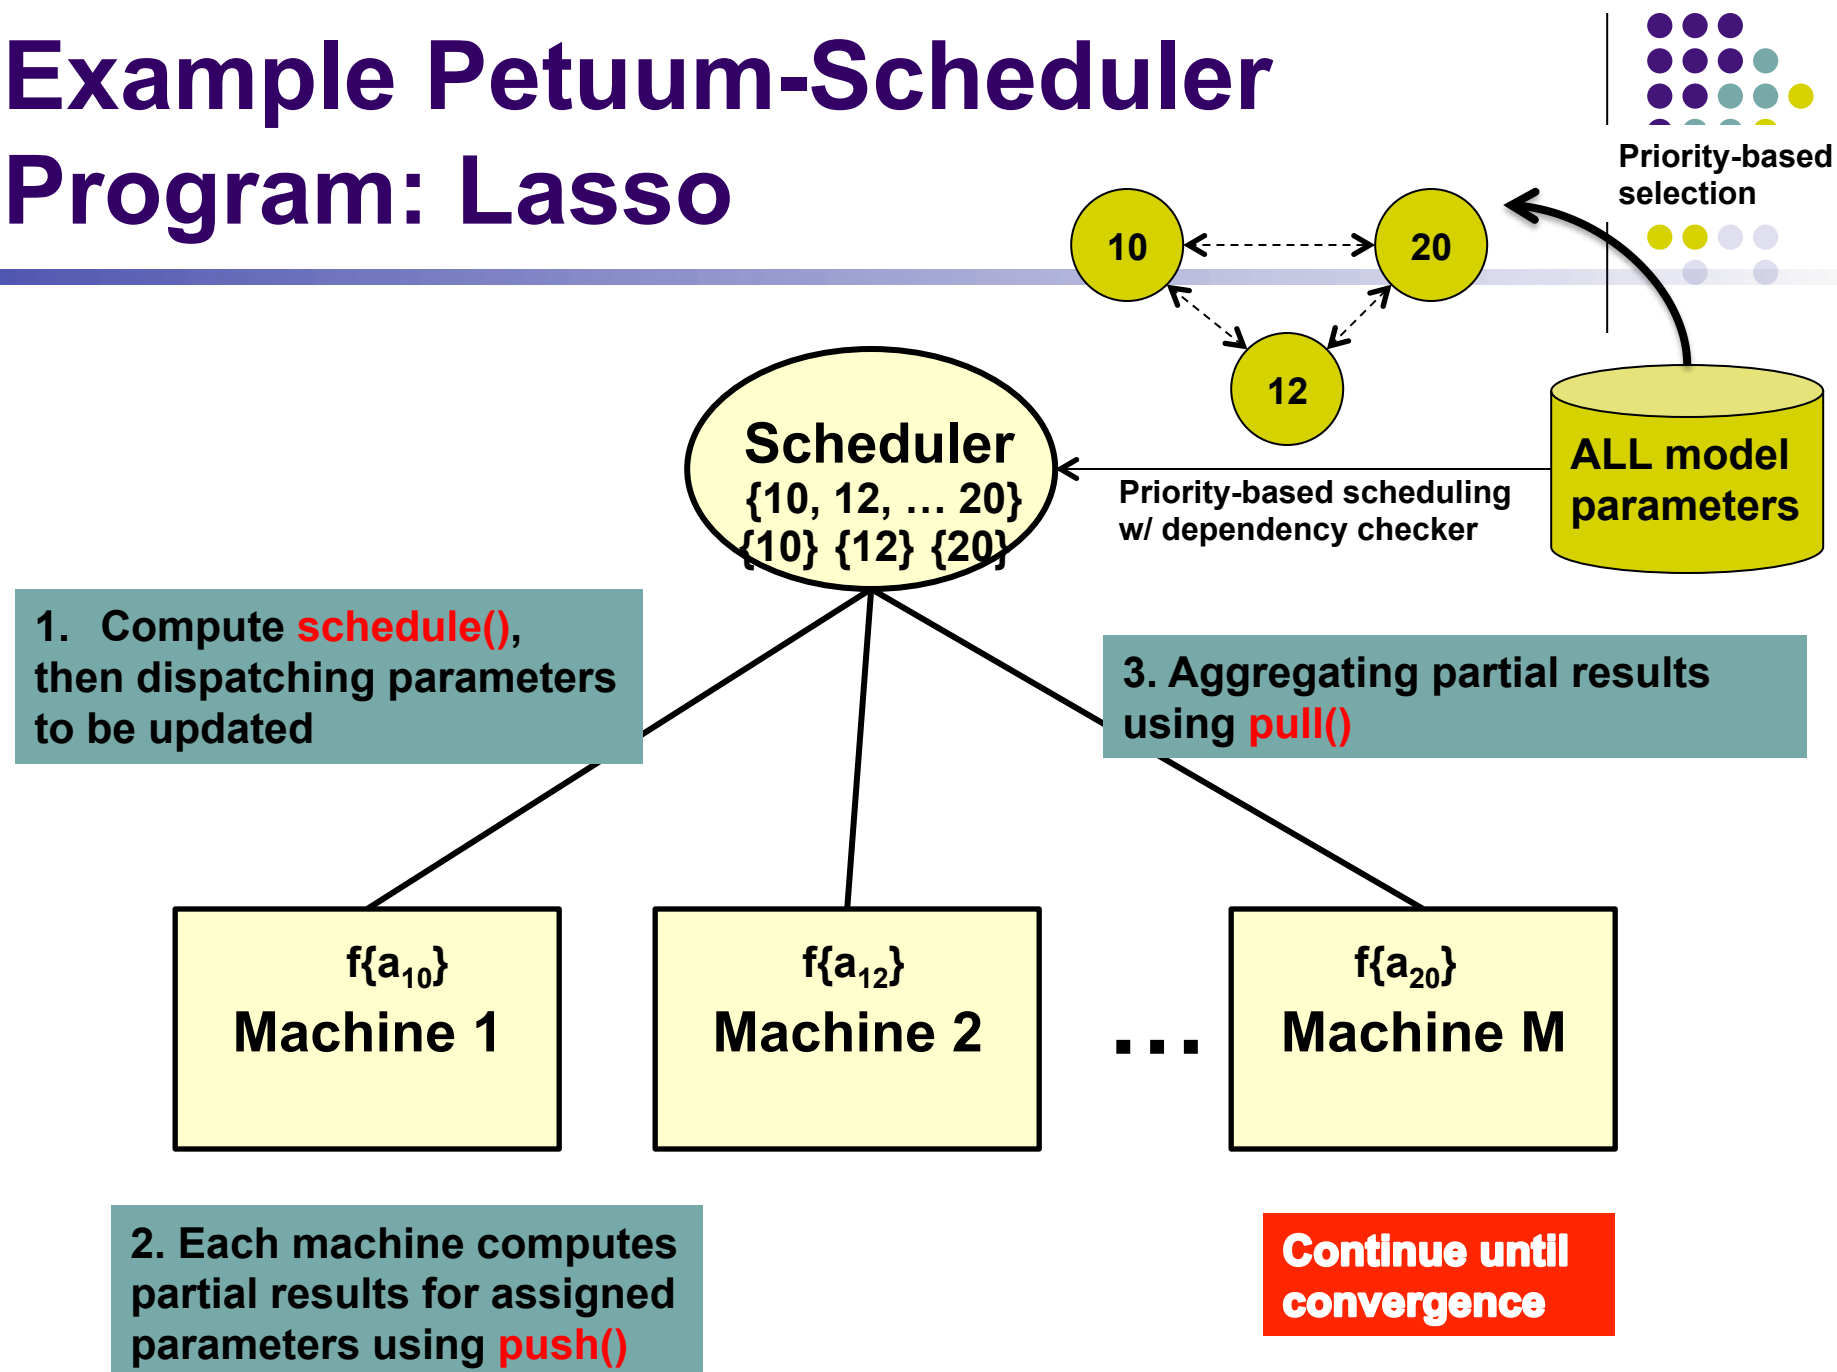 Example Petuum-Scheduler
Program: Lasso
Priority-based
selection
10
20
12
Scheduler
{10, 12, … 20}
{10} {12} {20}
Priority-based scheduling
w/ dependency checker
ALL model
parameters
1. Compute schedule(),
then dispatching parameters
to be updated
3. Aggregating partial results
using pull()
f{a₁₀}
Machine 1
f{a₁₂}
Machine 2
…
f{a₂₀}
Machine M
2. Each machine computes
partial results for assigned
parameters using push()
Continue until
convergence